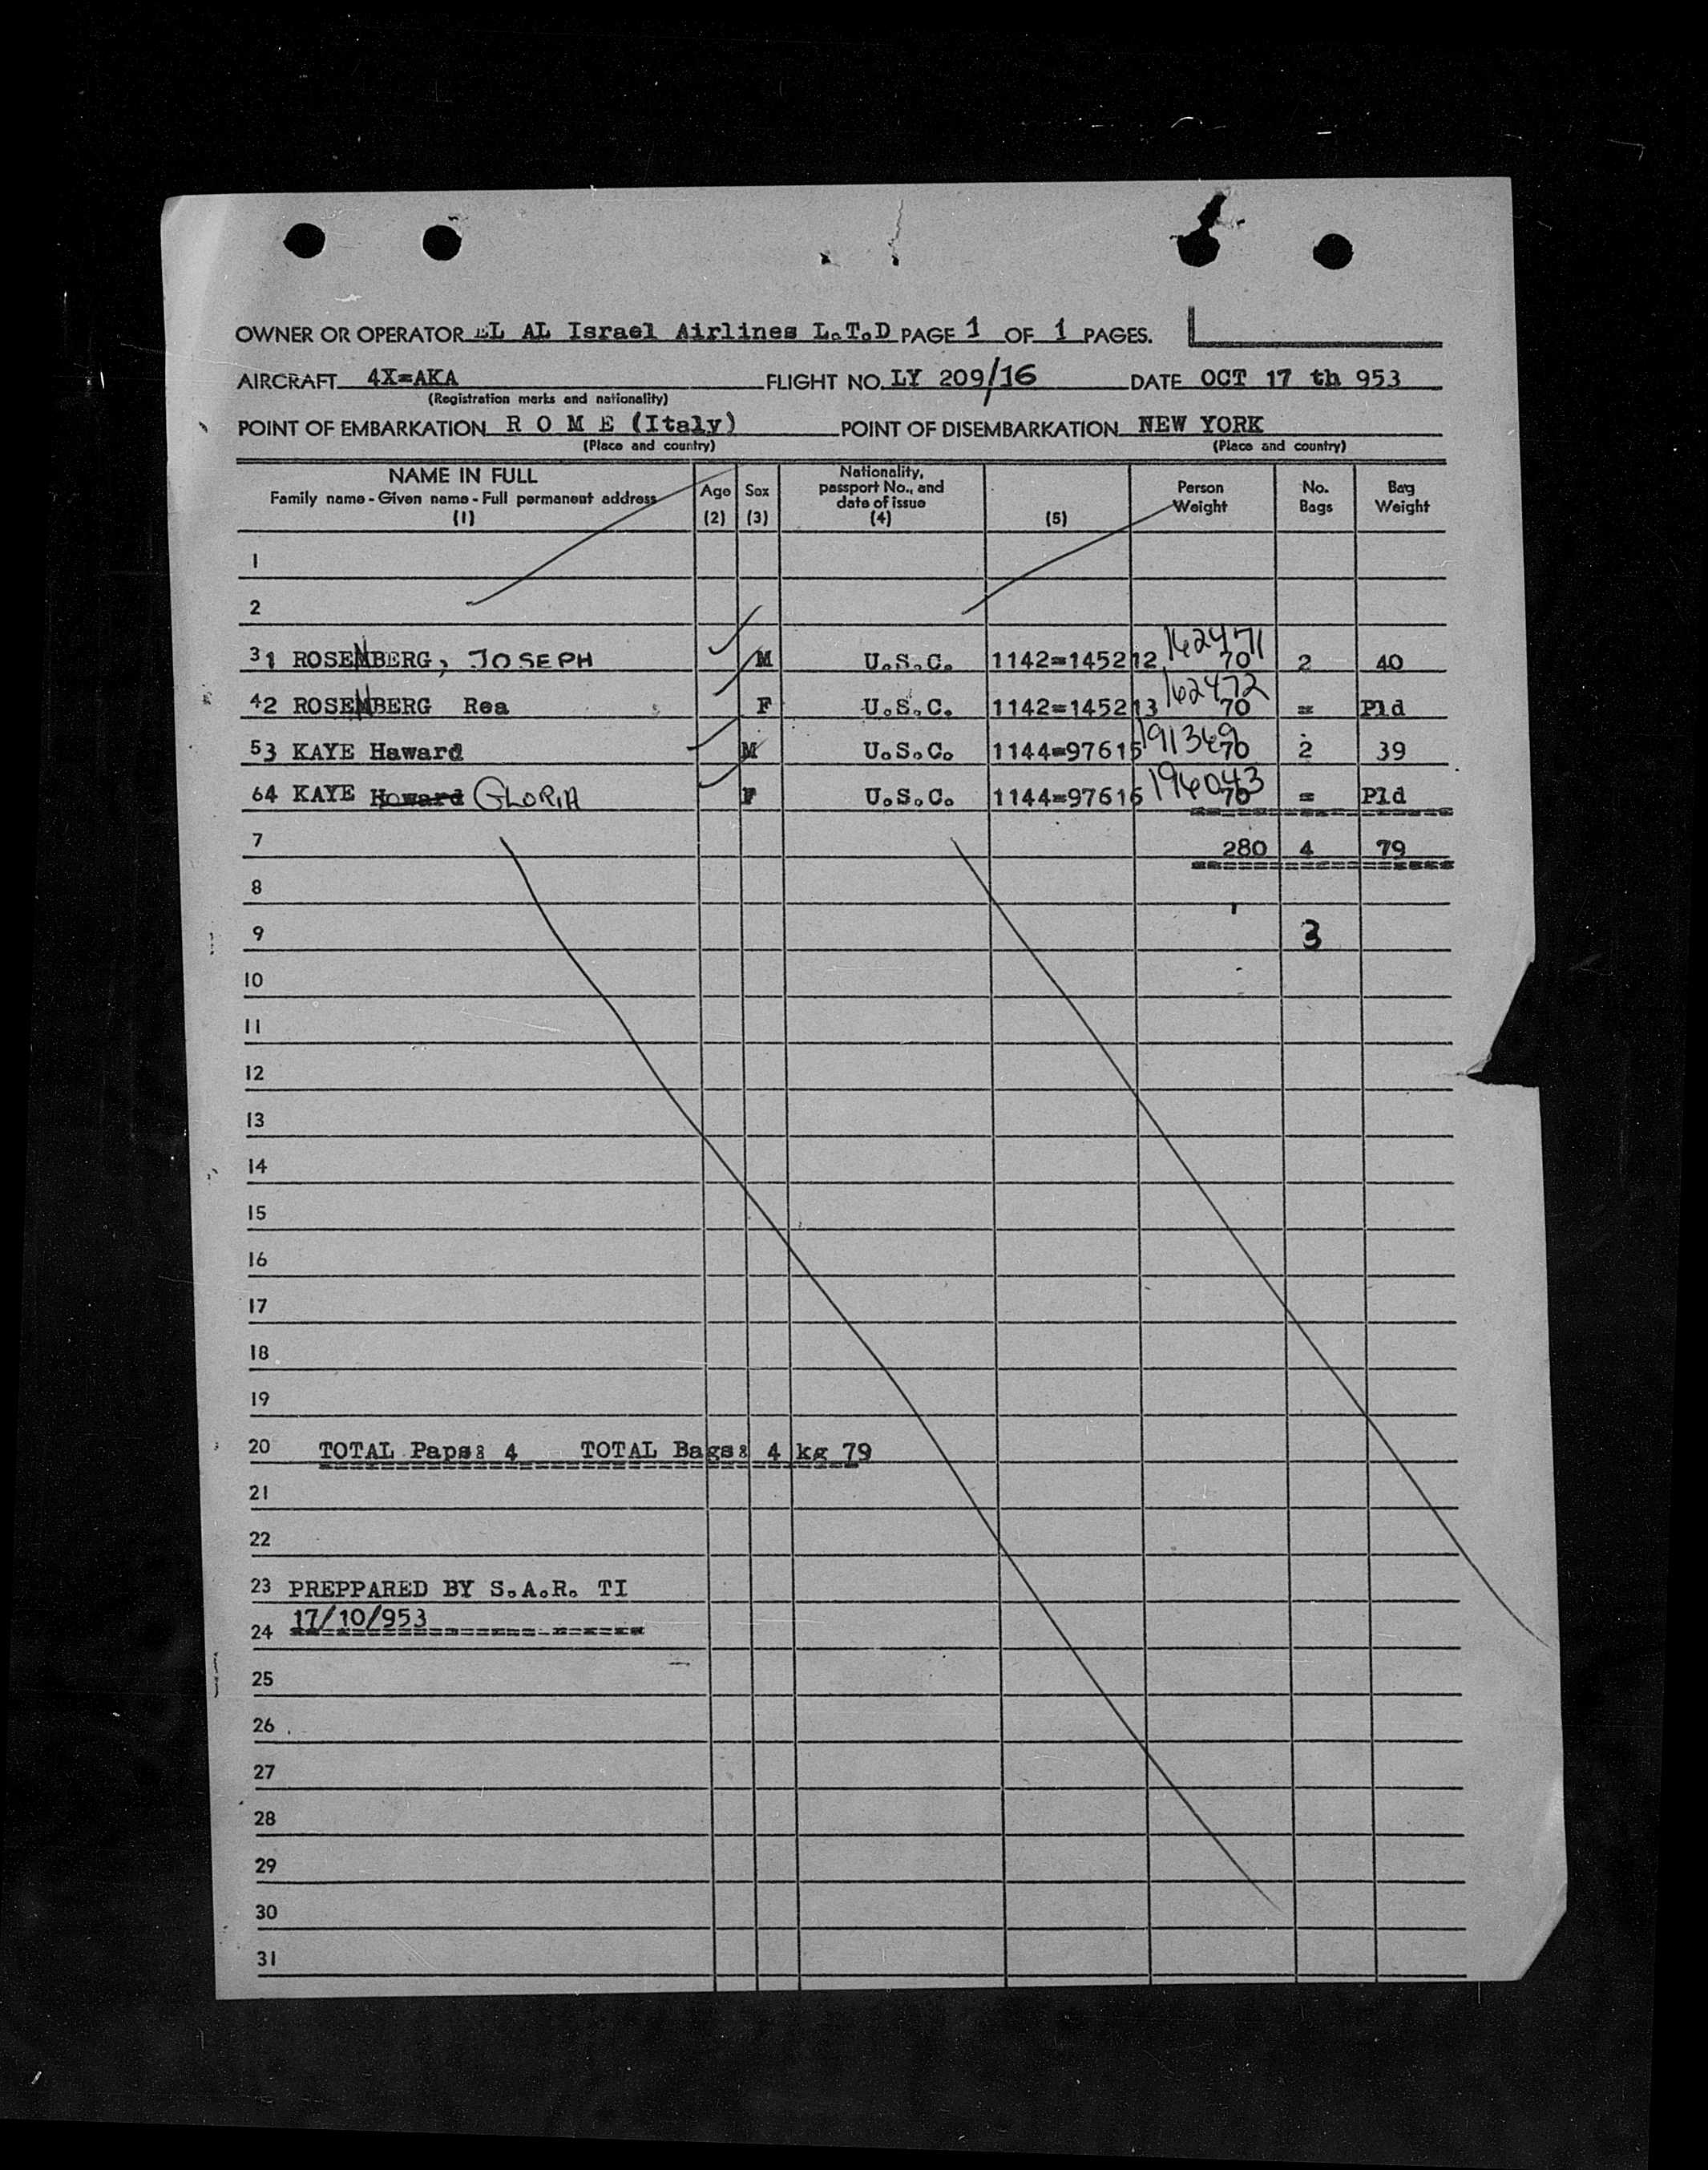 OWNER OR OPERATOR EL AL Israel Airlines L.T.D PAGE 1 OF 1 PAGES.
AIRCRAFT 4X=AKA FLIGHT NO. LY 209/16 DATE OCT 17 th 953
(Registration marks and nationality)
POINT OF EMBARKATION R O M E (Italy) POINT OF DISEMBARKATION NEW YORK
(Place and country) (Place and country)
NAME IN FULL Age Sex Nationality, passport No., and date of issue Person Weight No. Bags Bag Weight
Family name - Given name - Full permanent address
(1) (2) (3) (4) (5)
1
2
3 1 ROSENBERG, JOSEPH M U.S.C. 1142=145212 162471 70 2 40
4 2 ROSENBERG Rea F U.S.C. 1142=145213 162472 70 = Pld
5 3 KAYE Haward M U.S.C. 1144=97615 191369 70 2 39
6 4 KAYE Howard GLORIA F U.S.C. 1144=97616 196043 70 = Pld
7 280 4 79
8
9 3
10
11
12
13
14
15
16
17
18
19
20 TOTAL Paps: 4 TOTAL Bags: 4 kg 79
21
22
23 PREPPARED BY S.A.R. TI
17/10/953
24
25
26
27
28
29
30
31